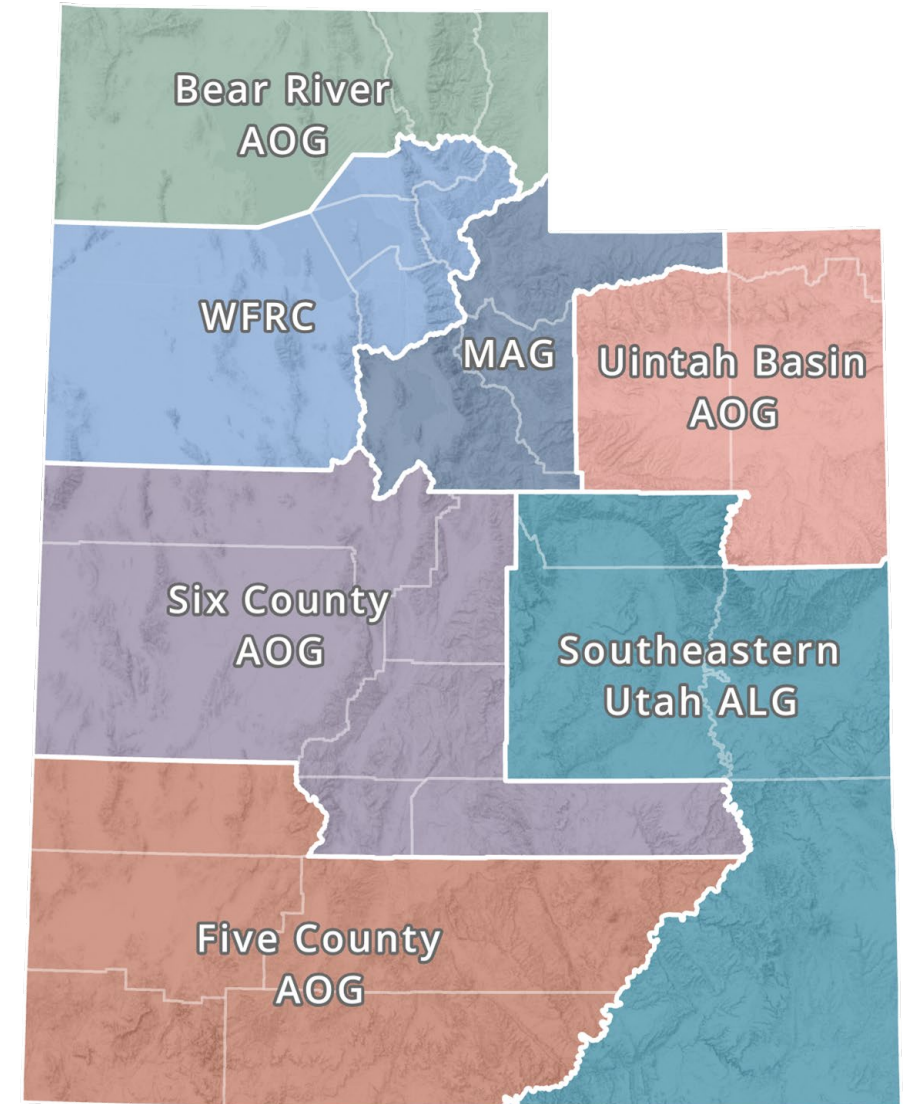 Bear River
AOG
WFRC
MAG
Uintah Basin
AOG
Six County
AOG
Southeastern
Utah ALG
Five County
AOG